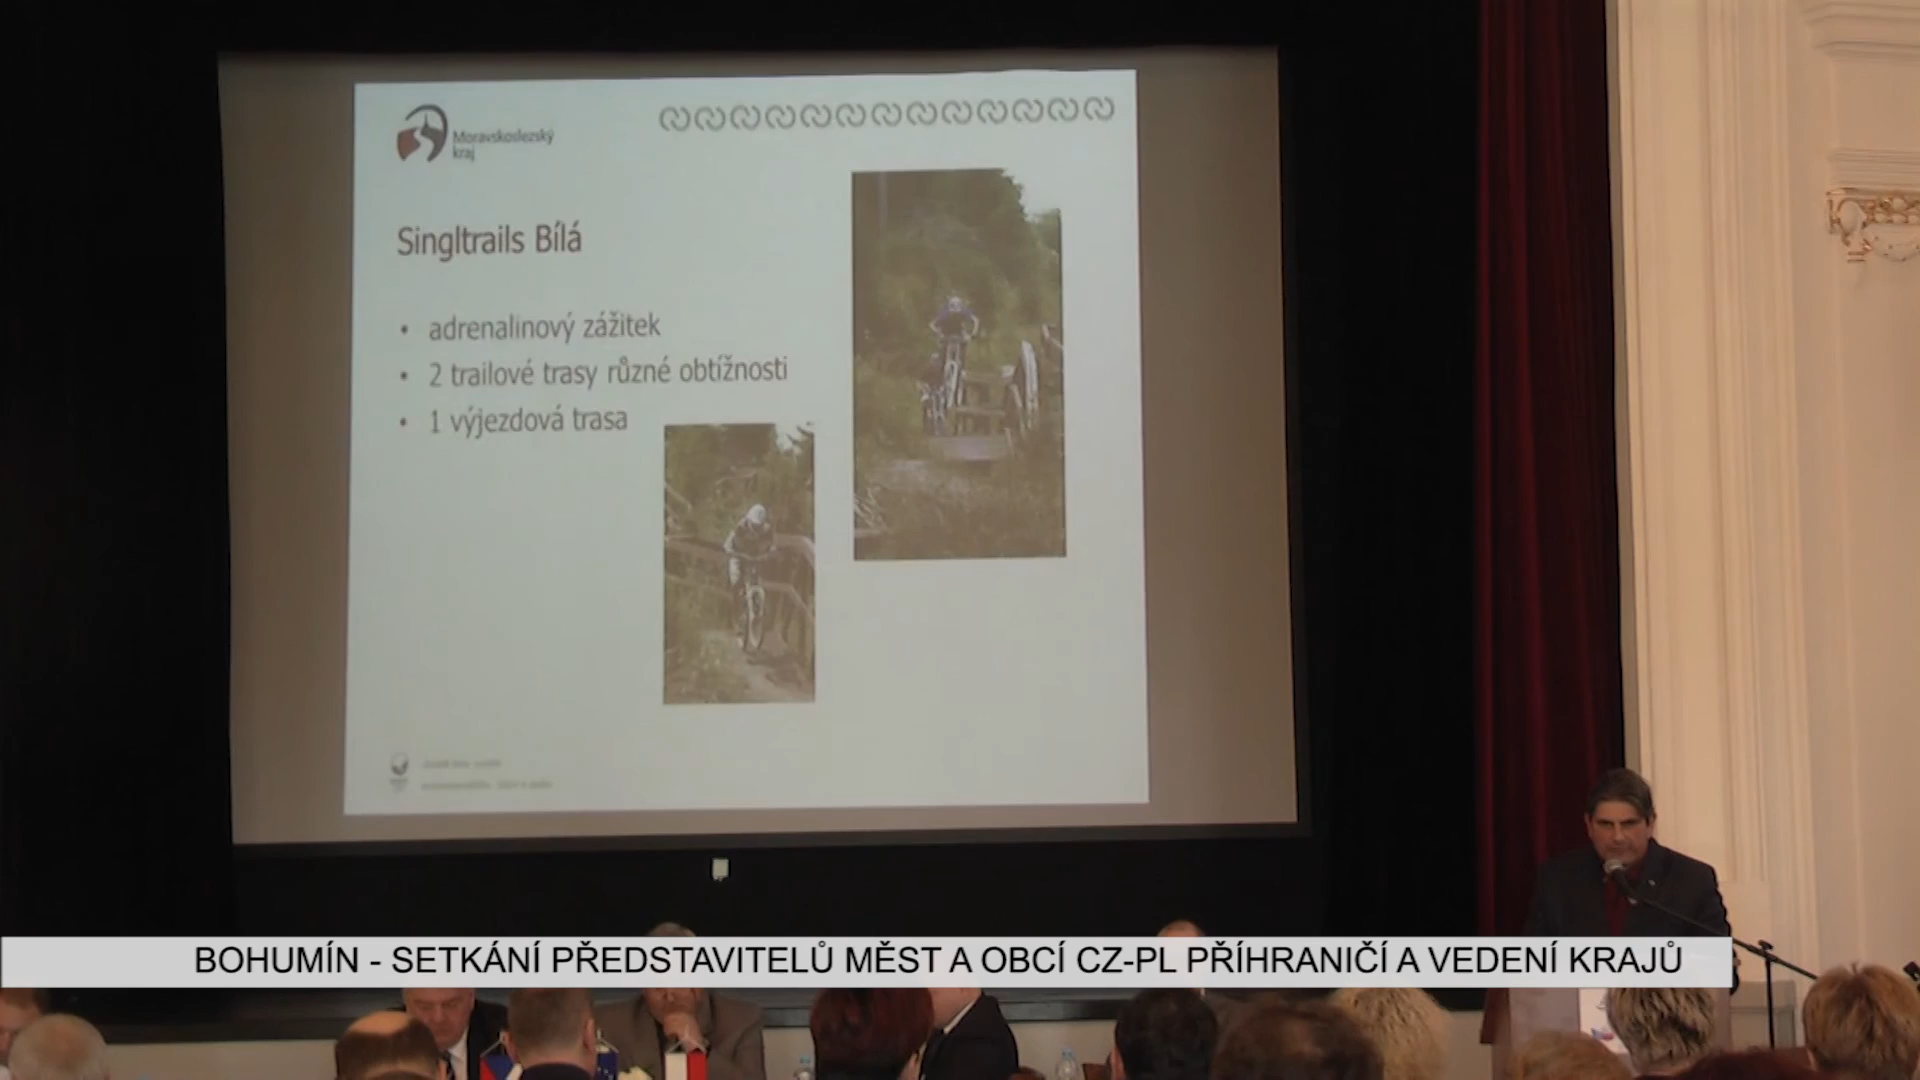 Moravskoslezský
kraj
Singltrails Bílá
• adrenalinový zážitek
• 2 trailové trasy různé obtížnosti
• 1 výjezdová trasa
BOHUMÍN - SETKÁNÍ PŘEDSTAVITELŮ MĚST A OBCÍ CZ-PL PŘÍHRANIČÍ A VEDENÍ KRAJŮ